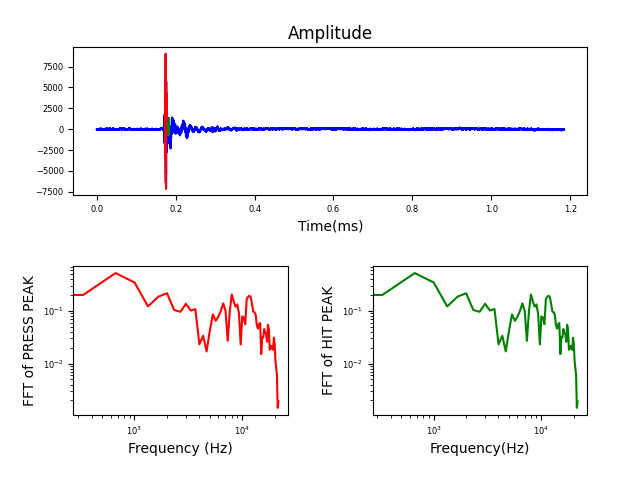 Amplitude
7500
5000
2500
0
−2500
−5000
−7500
0.0 0.2 0.4 0.6 0.8 1.0 1.2
Time(ms)
FFT of PRESS PEAK
10⁻¹
10⁻²
10³ 10⁴
Frequency (Hz)
FFT of HIT PEAK
10⁻¹
10⁻²
10³ 10⁴
Frequency(Hz)